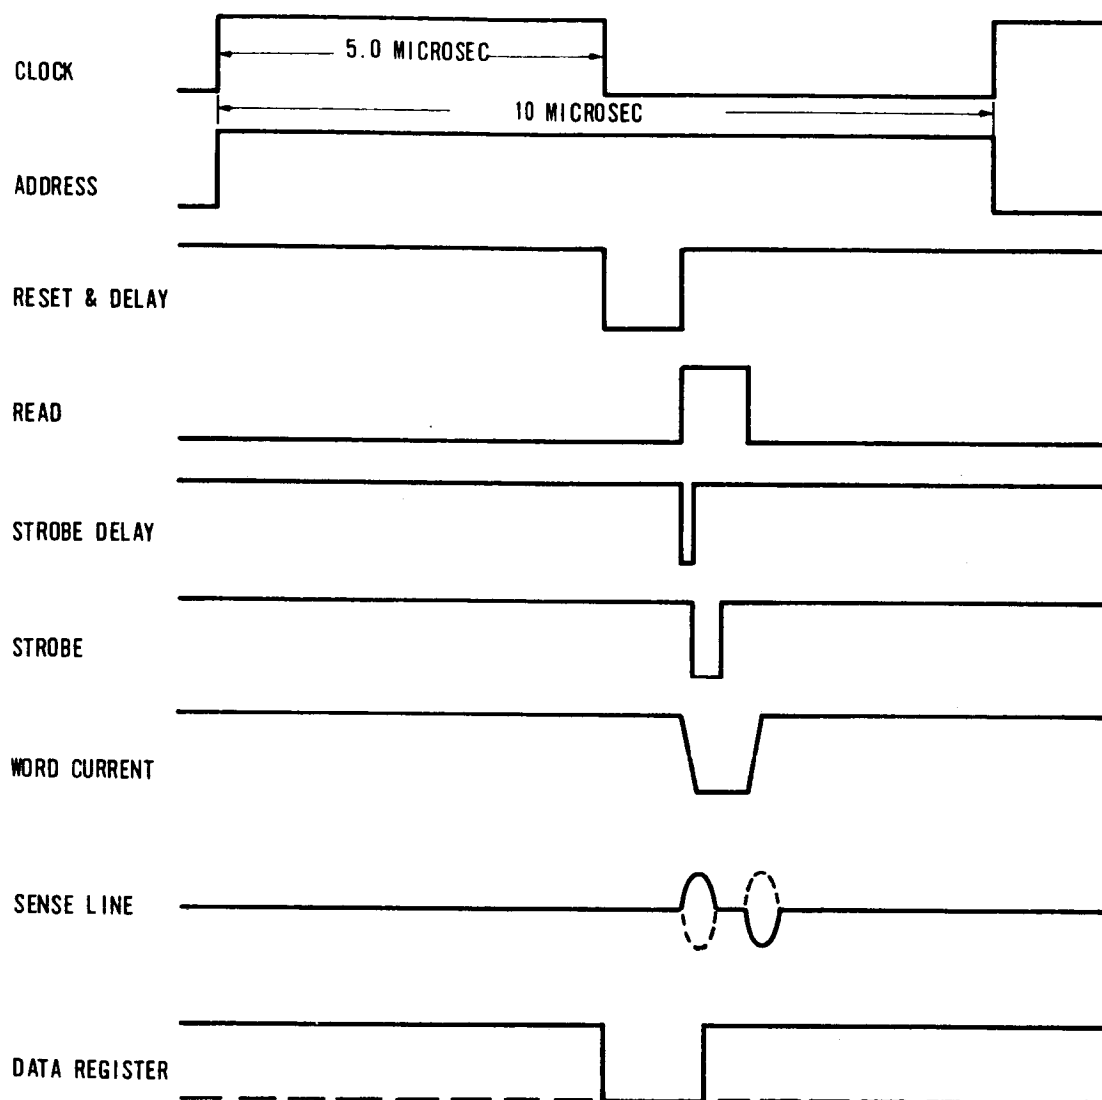 5.0 MICROSEC
CLOCK
10 MICROSEC
ADDRESS
RESET & DELAY
READ
STROBE DELAY
STROBE
WORD CURRENT
SENSE LINE
DATA REGISTER